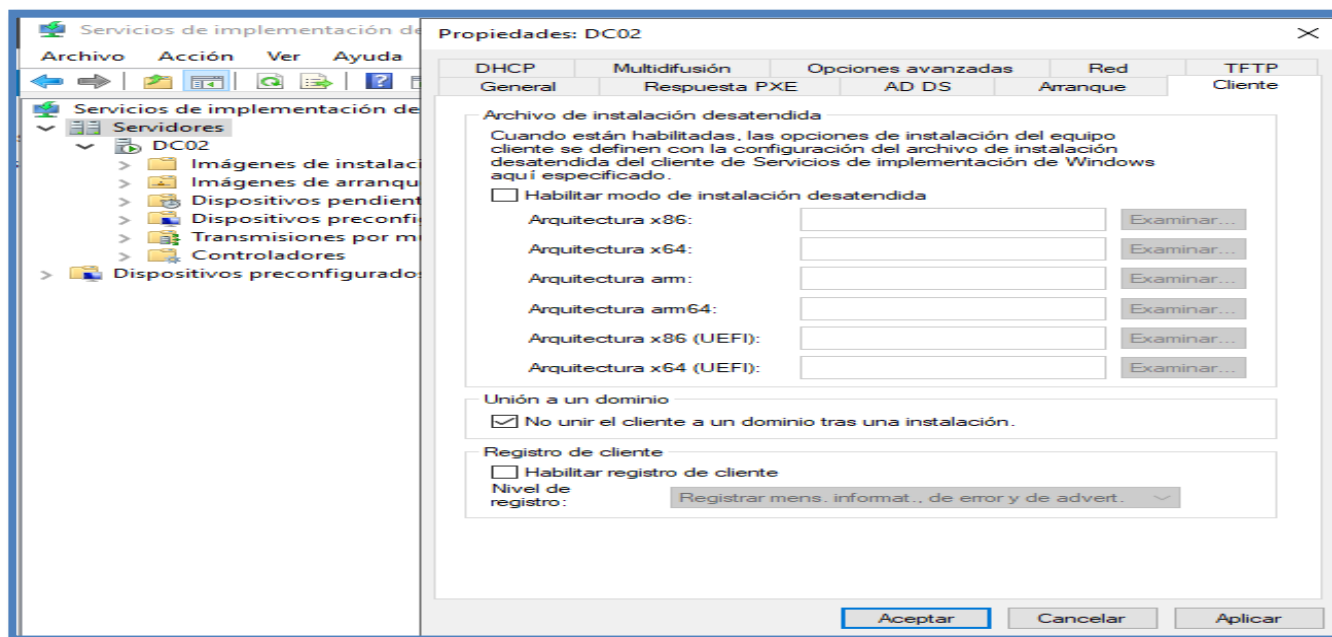 Servicios de implementación de
Archivo Acción Ver Ayuda
Servicios de implementación de
Servidores
DC02
Imágenes de instalaci
Imágenes de arranqu
Dispositivos pendient
Dispositivos preconfi
Transmisiones por mu
Controladores
Dispositivos preconfigurado
Propiedades: DC02
DHCP Multidifusión Opciones avanzadas Red TFTP
General Respuesta PXE AD DS Arranque Cliente
Archivo de instalación desatendida
Cuando están habilitadas, las opciones de instalación del equipo
cliente se definen con la configuración del archivo de instalación
desatendida del cliente de Servicios de implementación de Windows
aquí especificado.
Habilitar modo de instalación desatendida
Arquitectura x86: Examinar...
Arquitectura x64: Examinar...
Arquitectura arm: Examinar...
Arquitectura arm64: Examinar...
Arquitectura x86 (UEFI): Examinar...
Arquitectura x64 (UEFI): Examinar...
Unión a un dominio
No unir el cliente a un dominio tras una instalación.
Registro de cliente
Habilitar registro de cliente
Nivel de
registro: Registrar mens. informat., de error y de advert.
Aceptar Cancelar Aplicar